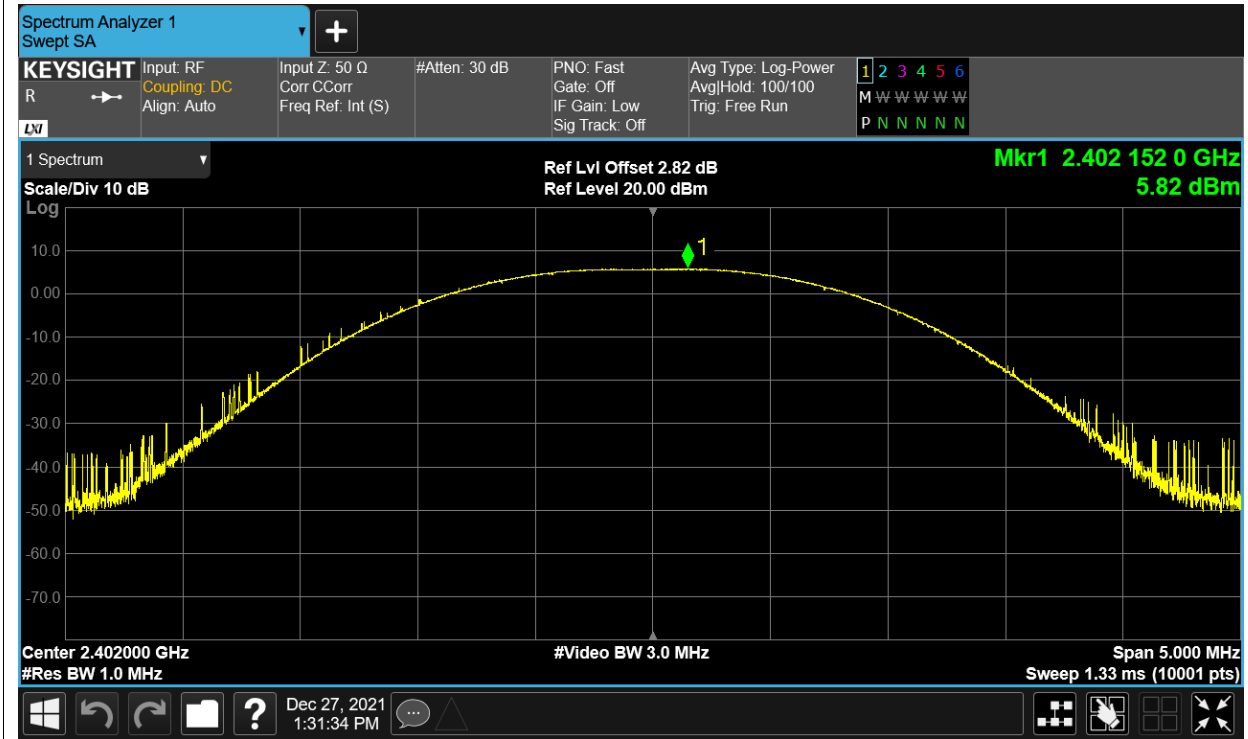 Spectrum Analyzer 1
Swept SA
+
KEYSIGHT Input: RF Input Z: 50 Ω #Atten: 30 dB PNO: Fast Avg Type: Log-Power 1 2 3 4 5 6
R Coupling: DC Corr CCorr Gate: Off Avg|Hold: 100/100 M W W W W W
Align: Auto Freq Ref: Int (S) IF Gain: Low Trig: Free Run
LXI Sig Track: Off P N N N N N
1 Spectrum Ref Lvl Offset 2.82 dB Mkr1 2.402 152 0 GHz
Scale/Div 10 dB Ref Level 20.00 dBm 5.82 dBm
Log
1
10.0
0.00
-10.0
-20.0
-30.0
-40.0
-50.0
-60.0
-70.0
Center 2.402000 GHz #Video BW 3.0 MHz Span 5.000 MHz
#Res BW 1.0 MHz Sweep 1.33 ms (10001 pts)
? Dec 27, 2021
1:31:34 PM